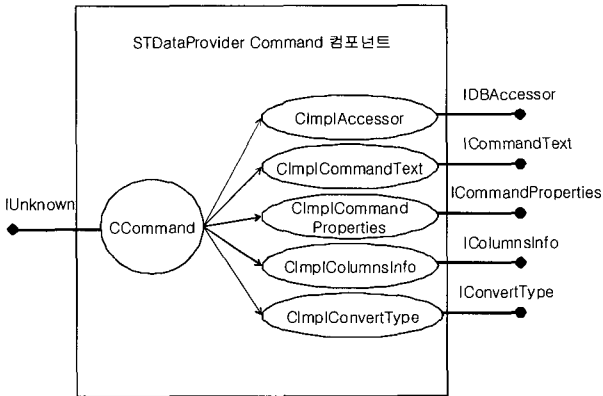 STDataProvider Command 컴포넌트
IDBAccessor
CImplAccessor
ICommandText
CImplCommandText
ICommandProperties
IUnknown
CCommand
CImplCommand
Properties
IColumnsInfo
CImplColumnsInfo
IConvertType
CImplConvertType